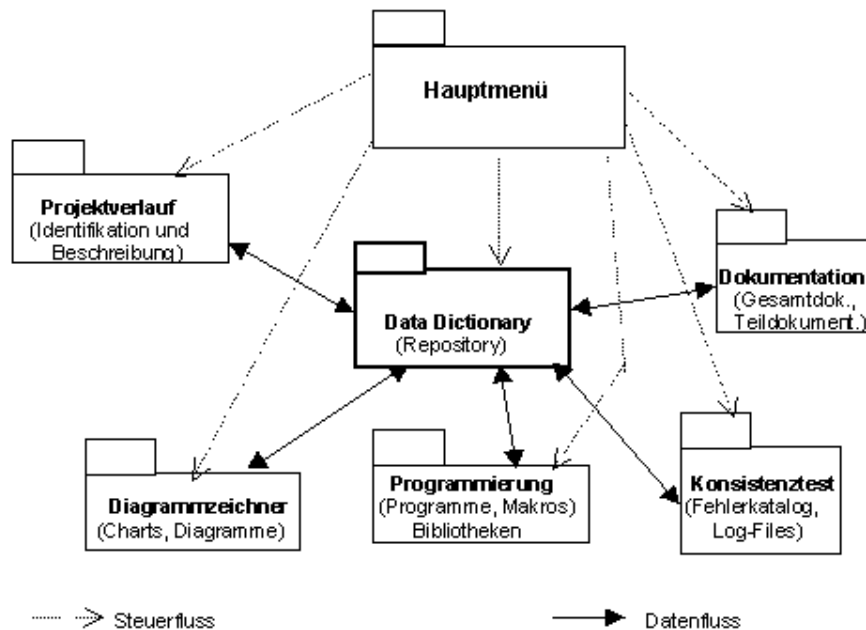 Hauptmenü
Projektverlauf
(Identifikation und
Beschreibung)
Dokumentation
(Gesamtdok.,
Teildokument.)
Data Dictionary
(Repository)
Diagrammzeichner
(Charts, Diagramme)
Programmierung
(Programme, Makros)
Bibliotheken
Konsistenztest
(Fehlerkatalog,
Log-Files)
Steuerfluss
Datenfluss